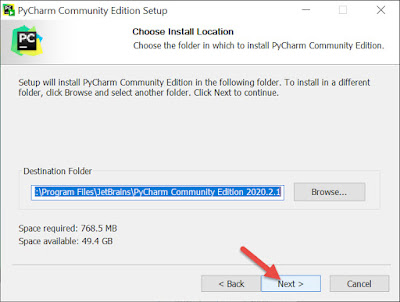 PyCharm Community Edition Setup
PC
Choose Install Location
Choose the folder in which to install PyCharm Community Edition.
Setup will install PyCharm Community Edition in the following folder. To install in a different
folder, click Browse and select another folder. Click Next to continue.
Destination Folder
:\Program Files\JetBrains\PyCharm Community Edition 2020.2.1
Browse...
Space required: 768.5 MB
Space available: 49.4 GB
< Back
Next >
Cancel